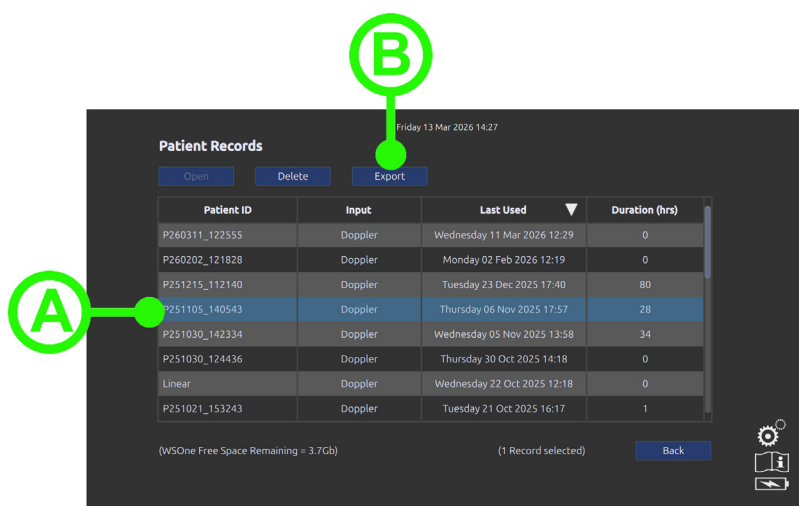 B
Friday 13 Mar 2026 14:27
Patient Records
Open Delete Export
Patient ID Input Last Used Duration (hrs)
P260311_122555 Doppler Wednesday 11 Mar 2026 12:29 0
P260202_121828 Doppler Monday 02 Feb 2026 12:19 0
P251215_112140 Doppler Tuesday 23 Dec 2025 17:40 80
A
P251105_140543 Doppler Thursday 06 Nov 2025 17:57 28
P251030_142334 Doppler Wednesday 05 Nov 2025 13:58 34
P251030_124436 Doppler Thursday 30 Oct 2025 14:18 0
Linear Doppler Wednesday 22 Oct 2025 12:18 0
P251021_153243 Doppler Tuesday 21 Oct 2025 16:17 1
(WSOne Free Space Remaining = 3.7Gb) (1 Record selected) Back
i